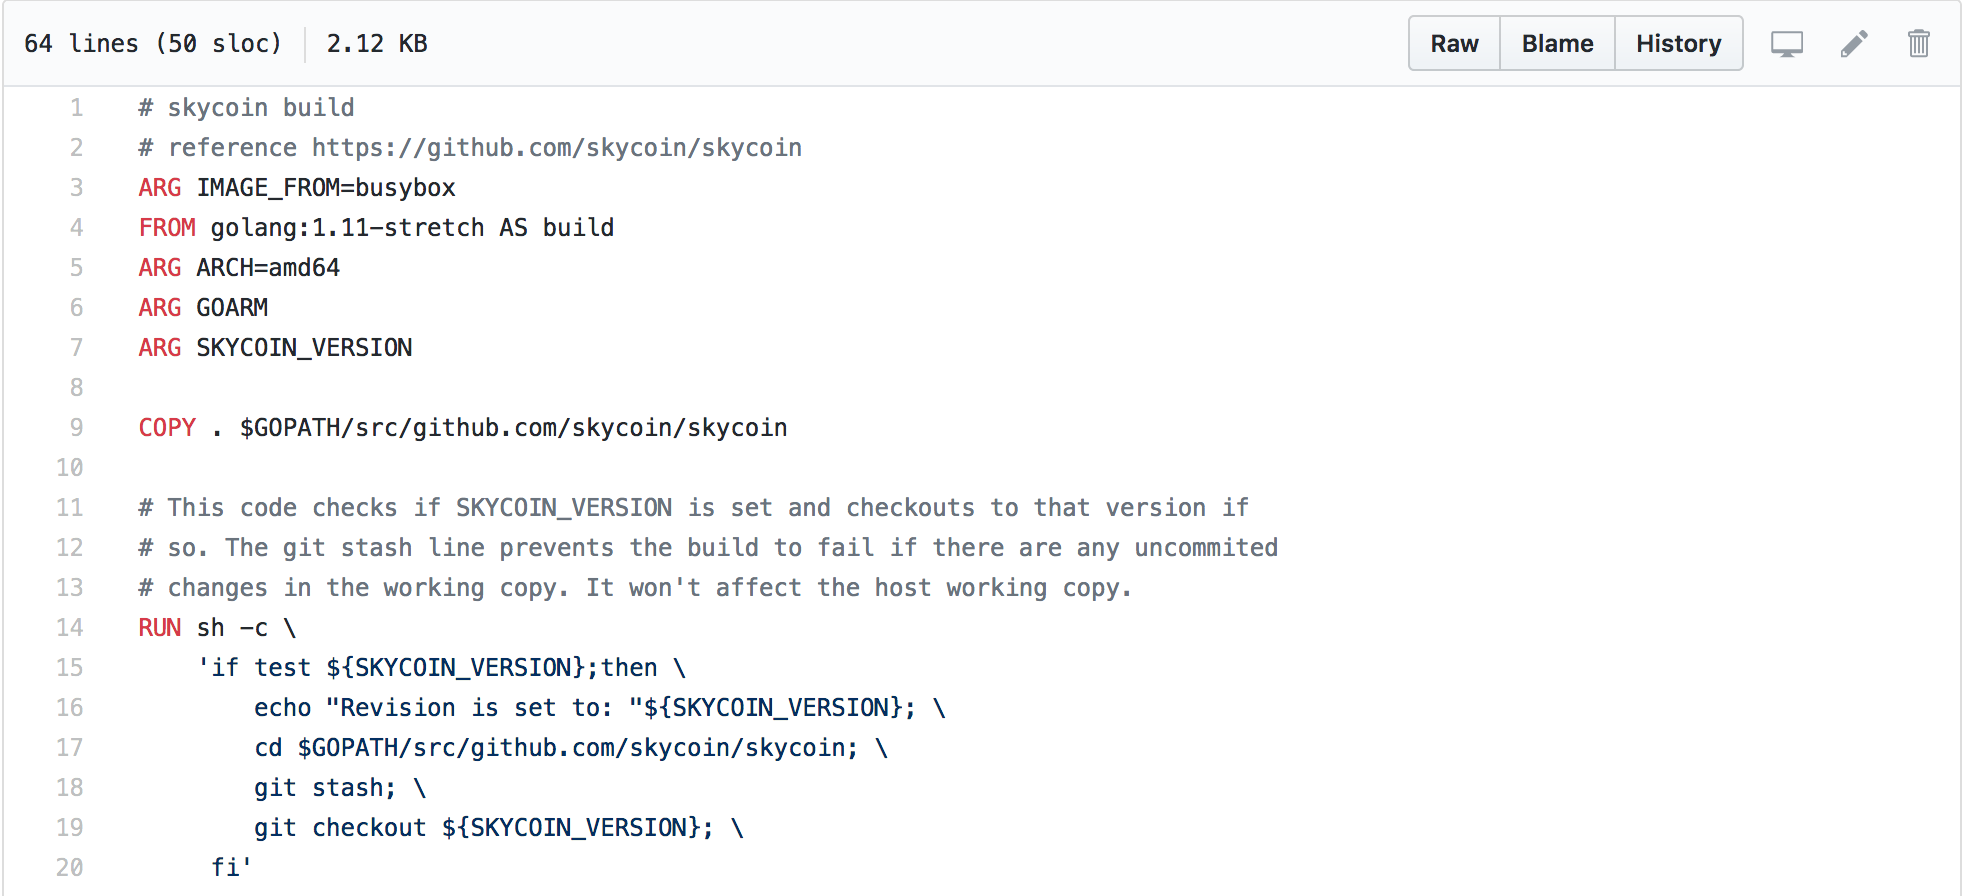 64 lines (50 sloc) 2.12 KB Raw Blame History
1 # skycoin build
2 # reference https://github.com/skycoin/skycoin
3 ARG IMAGE_FROM=busybox
4 FROM golang:1.11-stretch AS build
5 ARG ARCH=amd64
6 ARG GOARM
7 ARG SKYCOIN_VERSION
8
9 COPY . $GOPATH/src/github.com/skycoin/skycoin
10
11 # This code checks if SKYCOIN_VERSION is set and checkouts to that version if
12 # so. The git stash line prevents the build to fail if there are any uncommited
13 # changes in the working copy. It won't affect the host working copy.
14 RUN sh -c \
15 'if test ${SKYCOIN_VERSION};then \
16 echo "Revision is set to: "${SKYCOIN_VERSION}; \
17 cd $GOPATH/src/github.com/skycoin/skycoin; \
18 git stash; \
19 git checkout ${SKYCOIN_VERSION}; \
20 fi'